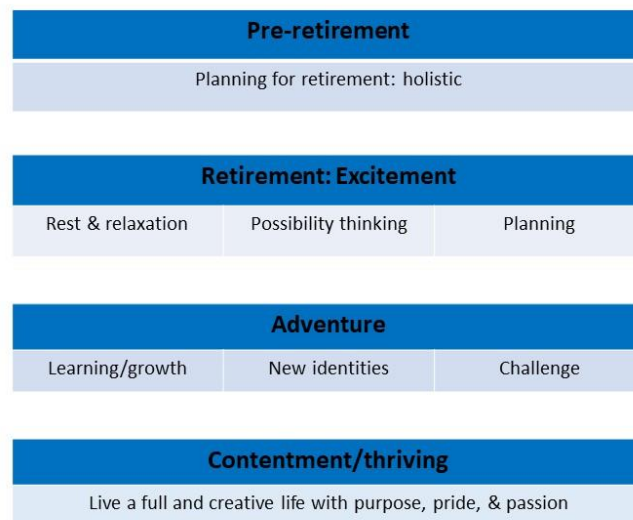 Pre-retirement
Planning for retirement: holistic
Retirement: Excitement
Rest & relaxation Possibility thinking Planning
Adventure
Learning/growth New identities Challenge
Contentment/thriving
Live a full and creative life with purpose, pride, & passion